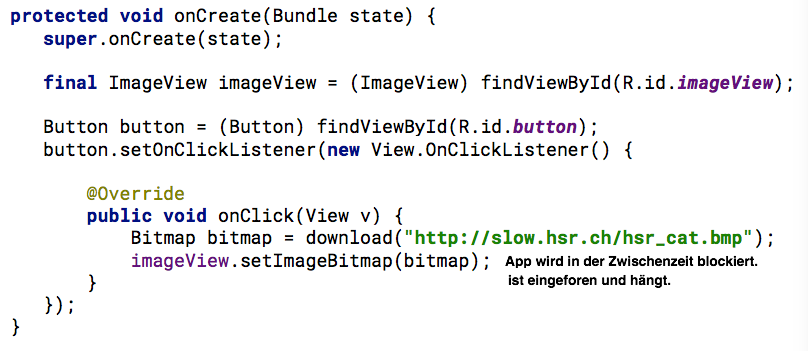 protected void onCreate(Bundle state) {
super.onCreate(state);
final ImageView imageView = (ImageView) findViewById(R.id.imageView);
Button button = (Button) findViewById(R.id.button);
button.setOnClickListener(new View.OnClickListener() {
@Override
public void onClick(View v) {
Bitmap bitmap = download("http://slow.hsr.ch/hsr_cat.bmp");
imageView.setImageBitmap(bitmap); App wird in der Zwischenzeit blockiert.
ist eingeforen und hängt.
}
});
}